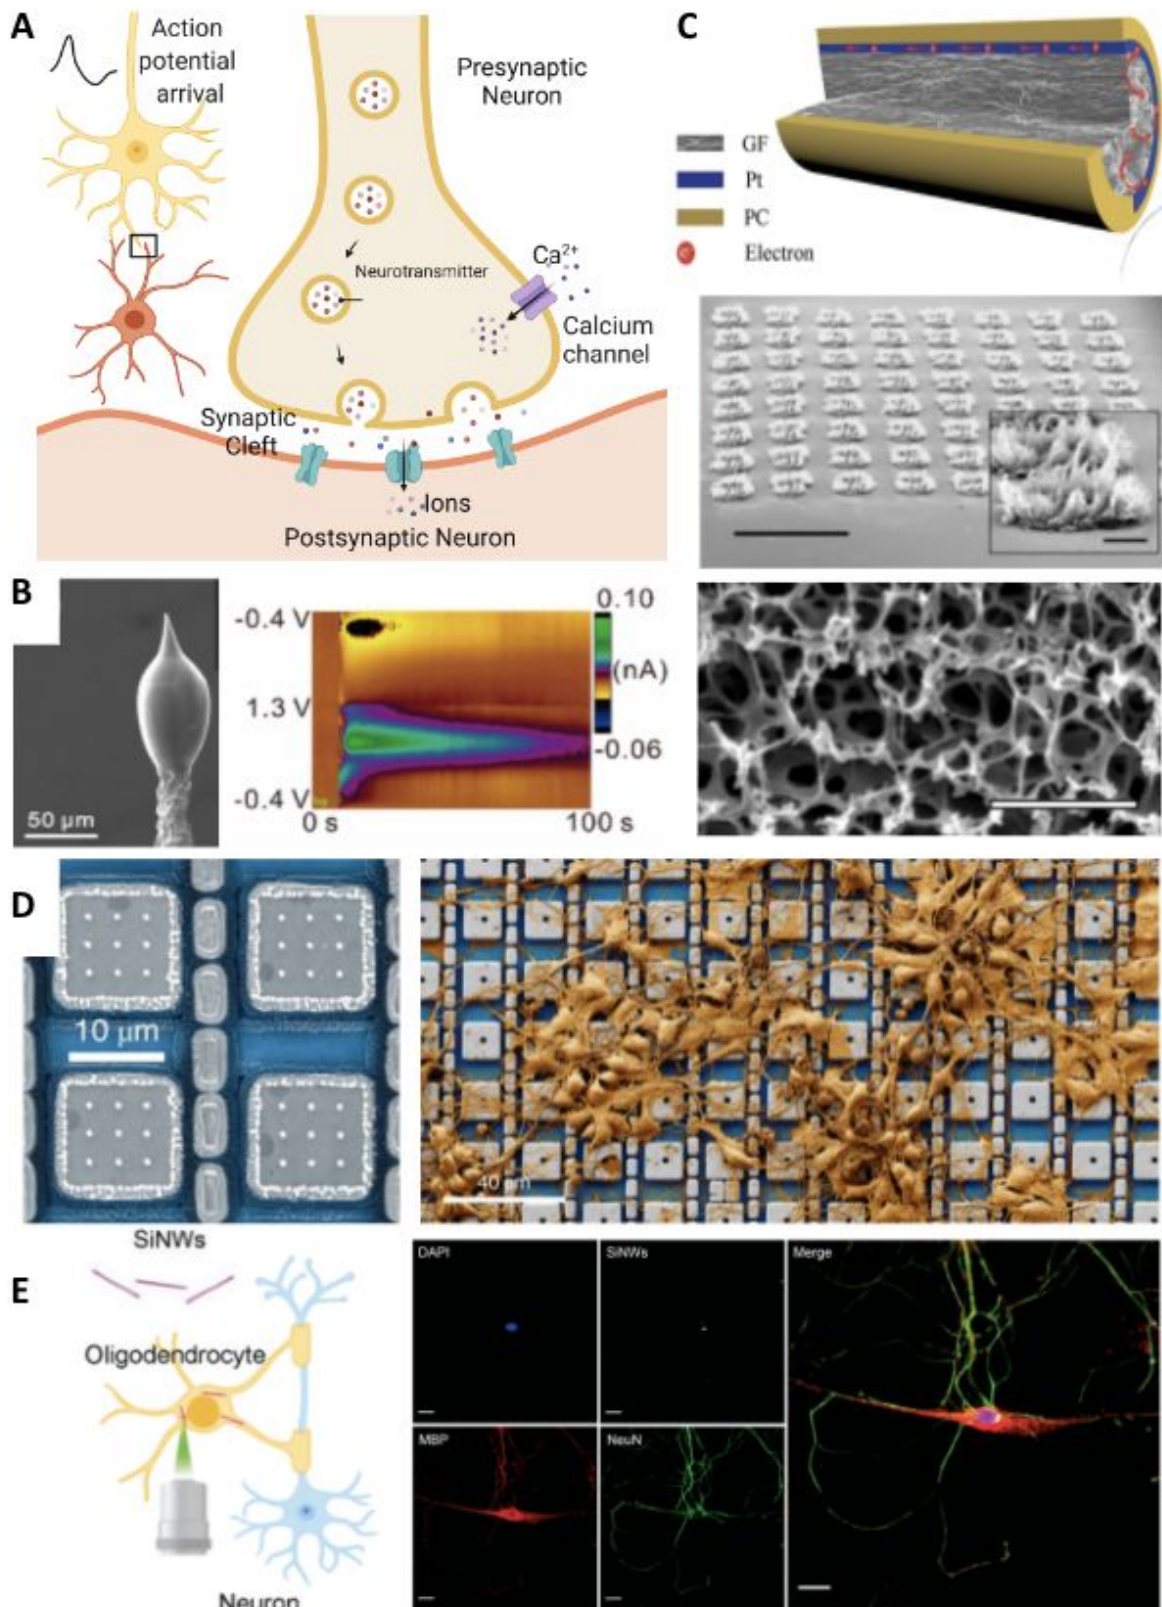 A
Action
potential
arrival
Presynaptic
Neuron
Neurotransmitter
Ca²⁺
Calcium
channel
Synaptic
Cleft
Ions
Postsynaptic Neuron
C
GF
Pt
PC
Electron
B
50 µm
-0.4 V
1.3 V
-0.4 V
0 s
100 s
0.10
(nA)
-0.06
D
10 µm
40 µm
E
SiNWs
Oligodendrocyte
Neuron
DAPI
SiNWs
Merge
MBP
NeuN